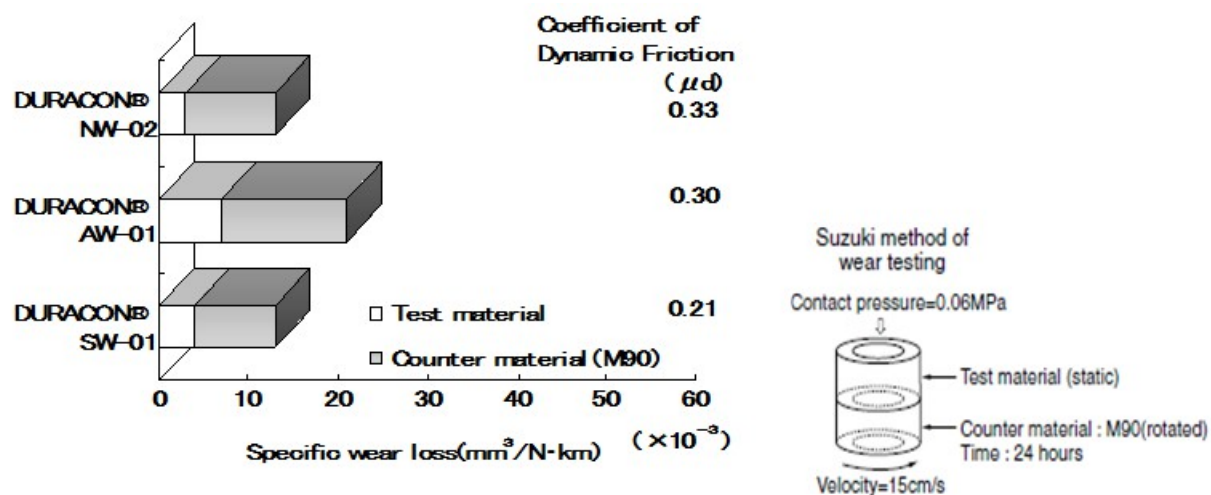 Coefficient of
Dynamic Friction
(μd)
DURACON®
NW-02
0.33
DURACON®
AW-01
0.30
DURACON®
SW-01
0.21
Test material
Counter material (M90)
0 10 20 30 40 50 60
Specific wear loss(mm³/N·km) (×10⁻³)
Suzuki method of
wear testing
Contact pressure=0.06MPa
Test material (static)
Counter material : M90(rotated)
Time : 24 hours
Velocity=15cm/s